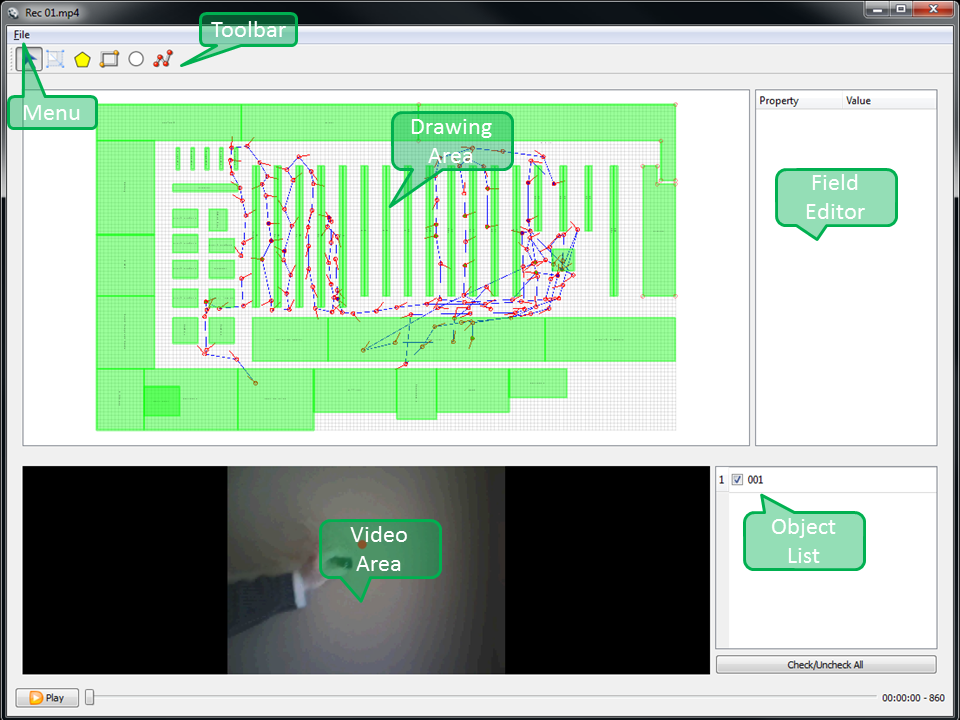 Rec 01.mp4
File
Toolbar
Menu
Drawing
Area
Property
Value
Field
Editor
Video
Area
1
001
Object
List
Check/Uncheck All
Play
00:00:00 - 860